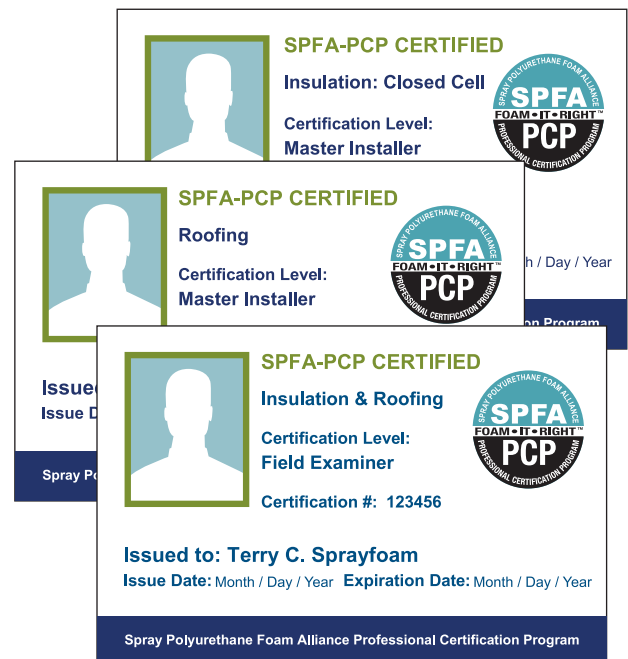 SPFA-PCP CERTIFIED
Insulation: Closed Cell
Certification Level:
Master Installer
SPRAY POLYURETHANE FOAM ALLIANCE
SPFA
FOAM•IT•RIGHT™
PCP
PROFESSIONAL CERTIFICATION PROGRAM
/ Day / Year
on Program
SPFA-PCP CERTIFIED
Roofing
Certification Level:
Master Installer
SPRAY POLYURETHANE FOAM ALLIANCE
SPFA
FOAM•IT•RIGHT™
PCP
PROFESSIONAL CERTIFICATION PROGRAM
Issued
Issue D
Spray Po
SPFA-PCP CERTIFIED
Insulation & Roofing
Certification Level:
Field Examiner
Certification #: 123456
SPRAY POLYURETHANE FOAM ALLIANCE
SPFA
FOAM•IT•RIGHT™
PCP
PROFESSIONAL CERTIFICATION PROGRAM
Issued to: Terry C. Sprayfoam
Issue Date: Month / Day / Year Expiration Date: Month / Day / Year
Spray Polyurethane Foam Alliance Professional Certification Program